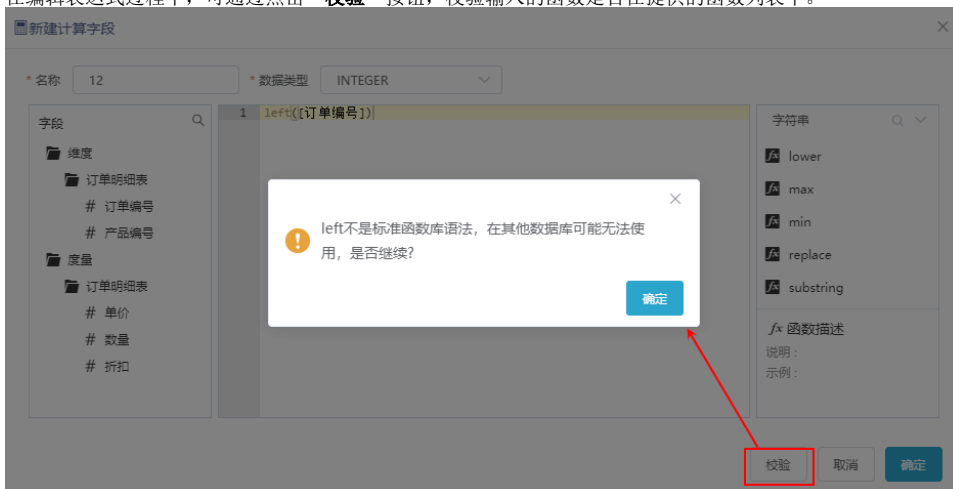 在编辑表达式过程中，可通过点击“校验”按钮，校验输入的函数是否在提供的函数列表中。
新建计算字段
* 名称 12 * 数据类型 INTEGER
字段
维度
订单明细表
# 订单编号
# 产品编号
度量
订单明细表
# 单价
# 数量
# 折扣
1 left([订单编号])
left不是标准函数库语法，在其他数据库可能无法使
用，是否继续？
确定
字符串
fx lower
fx max
fx min
fx replace
fx substring
fx 函数描述
说明：
示例：
校验 取消 确定